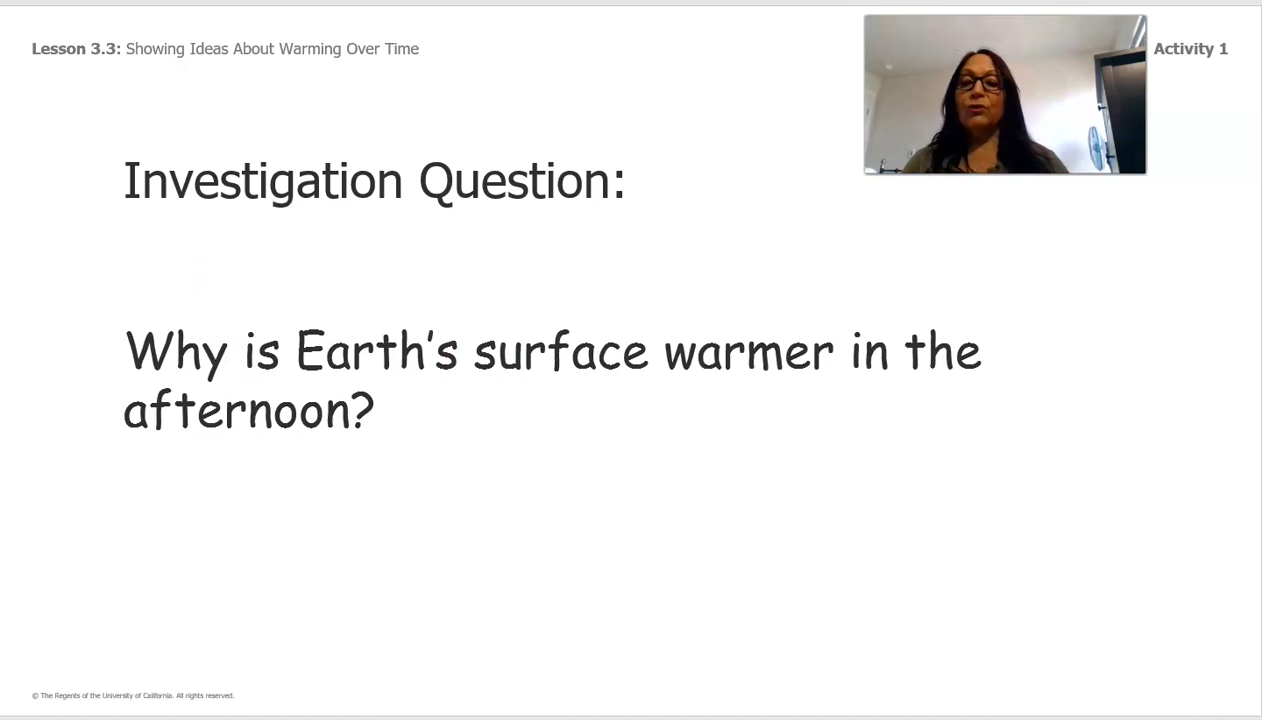 Lesson 3.3: Showing Ideas About Warming Over Time
Activity 1
Investigation Question:
Why is Earth's surface warmer in the
afternoon?
© The Regents of the University of California. All rights reserved.